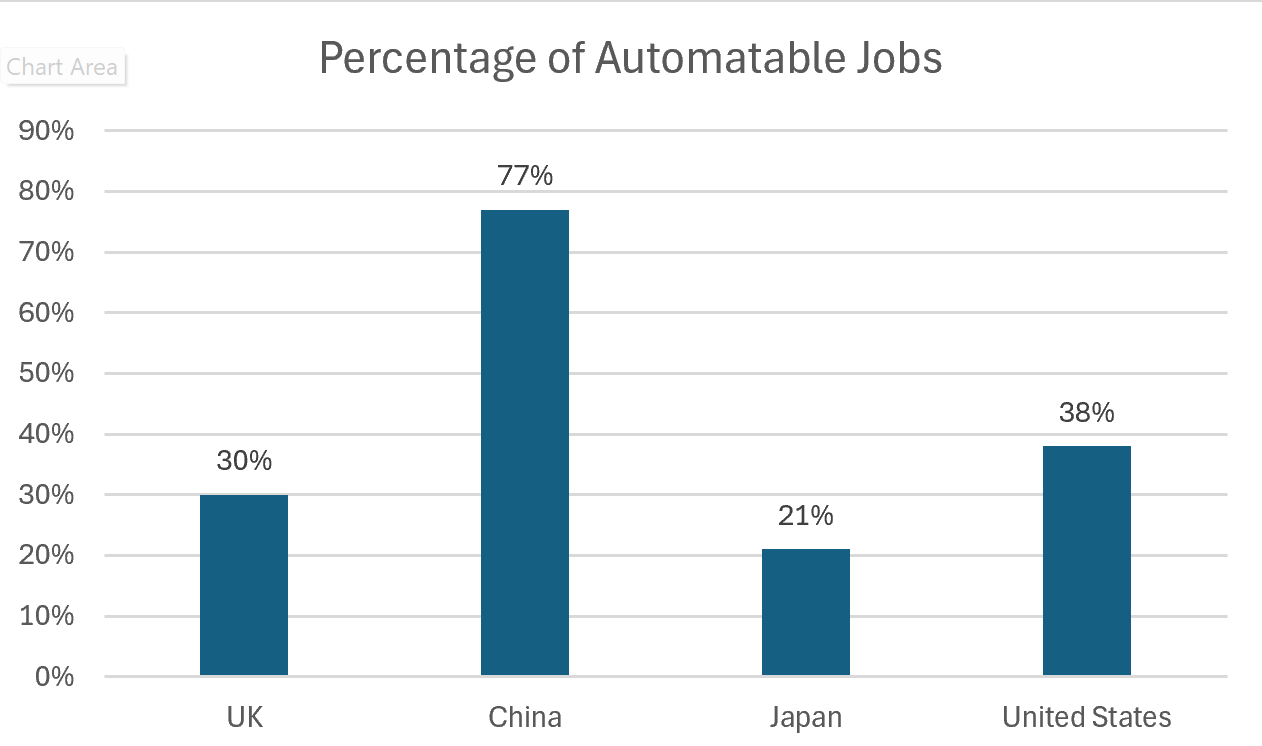 Percentage of Automatable Jobs
Chart Area
90%
80%
70%
60%
50%
40%
30%
20%
10%
0%
30%
77%
21%
38%
UK
China
Japan
United States